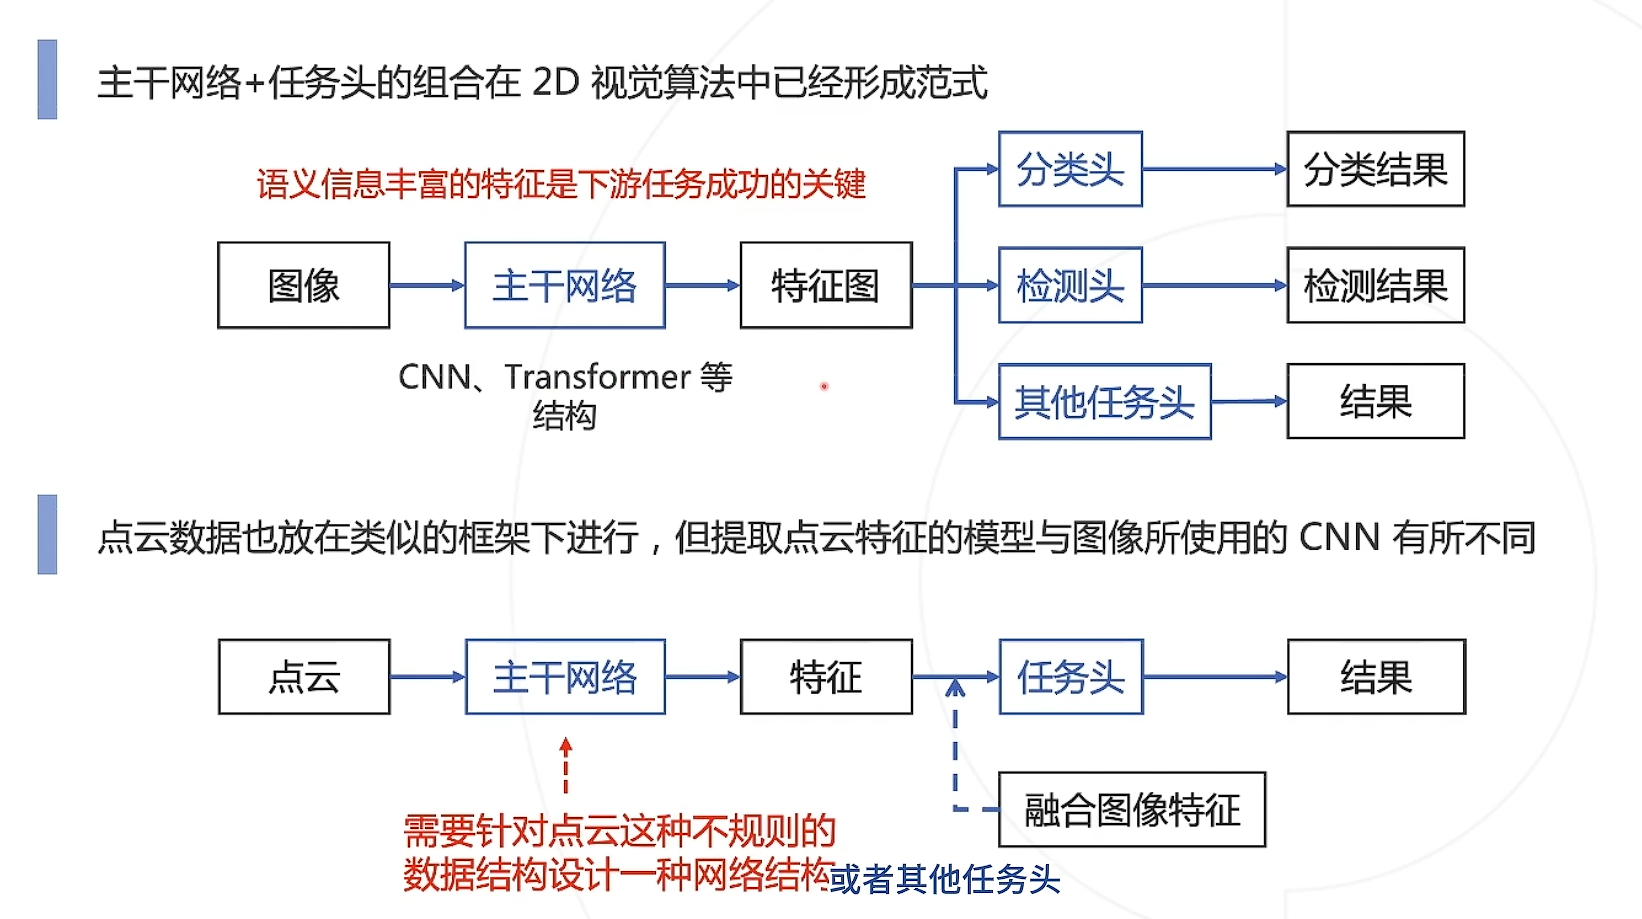 主干网络+任务头的组合在 2D 视觉算法中已经形成范式
语义信息丰富的特征是下游任务成功的关键
图像
主干网络
特征图
分类头
分类结果
检测头
检测结果
其他任务头
结果
CNN、Transformer 等
结构
点云数据也放在类似的框架下进行，但提取点云特征的模型与图像所使用的 CNN 有所不同
点云
主干网络
特征
任务头
结果
融合图像特征
需要针对点云这种不规则的
数据结构设计一种网络结构
或者其他任务头